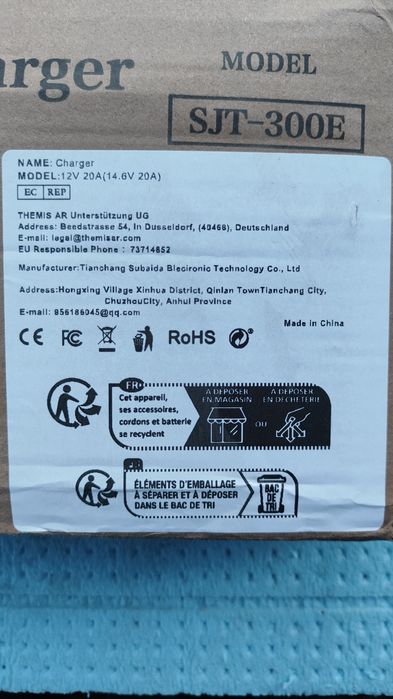 arger
MODEL
SJT-300E
NAME: Charger
MODEL:12V 20A(14.6V 20A)
EC REP
THEMIS AR Unterstützung UG
Address: Beedstrasse 54, In Dusseldorf, (40468), Deutschland
E-mail: legal@themisar.com
EU Responsible Phone : 73714852
Manufacturer:Tianchang Subaida Blecironic Technology Co., Ltd
Address:Hongxing Village Xinhua District, Qinlan TownTianchang City,
ChuzhouCity, Anhui Province
E-mail: 956186045@qq.com
Made in China
CE FC RoHS
FR
Cet appareil,
ses accessoires,
cordons et batterie
se recyclent
À DÉPOSER
EN MAGASIN
OU
À DÉPOSER
EN DÉCHÈTERIE
FR
ÉLÉMENTS D'EMBALLAGE
À SÉPARER ET À DÉPOSER
DANS LE BAC DE TRI
BAC
DE
TRI